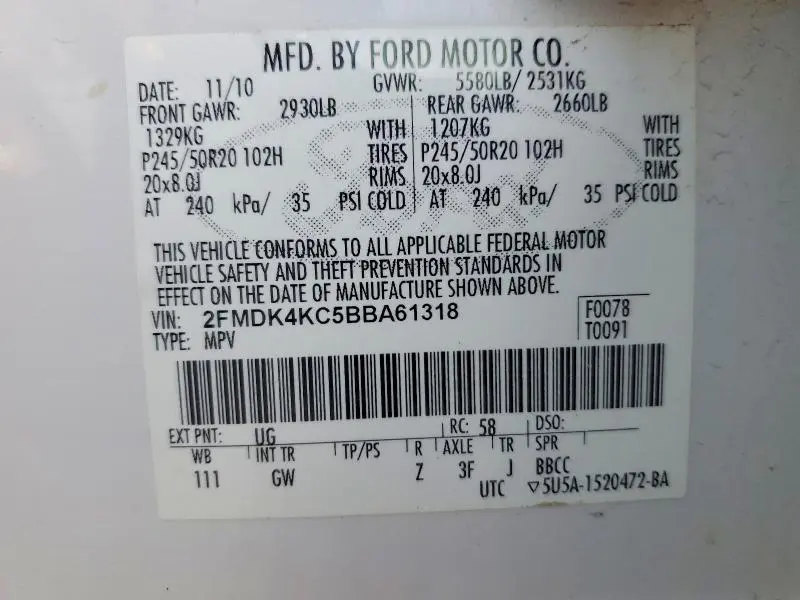 MFD. BY FORD MOTOR CO.
DATE: 11/10 GVWR: 5580LB/ 2531KG
FRONT GAWR: 2930LB REAR GAWR: 2660LB
1329KG WITH 1207KG WITH
P245/50R20 102H TIRES P245/50R20 102H TIRES
20x8.0J RIMS 20x8.0J RIMS
AT 240 kPa/ 35 PSI COLD AT 240 kPa/ 35 PSI COLD
THIS VEHICLE CONFORMS TO ALL APPLICABLE FEDERAL MOTOR
VEHICLE SAFETY AND THEFT PREVENTION STANDARDS IN
EFFECT ON THE DATE OF MANUFACTURE SHOWN ABOVE.
VIN: 2FMDK4KC5BBA61318 F0078
TYPE: MPV T0091
EXT PNT: UG RC: 58 DSO:
WB INT TR TP/PS R AXLE TR SPR
111 GW Z 3F J BBCC
UTC ▽5U5A-1520472-BA